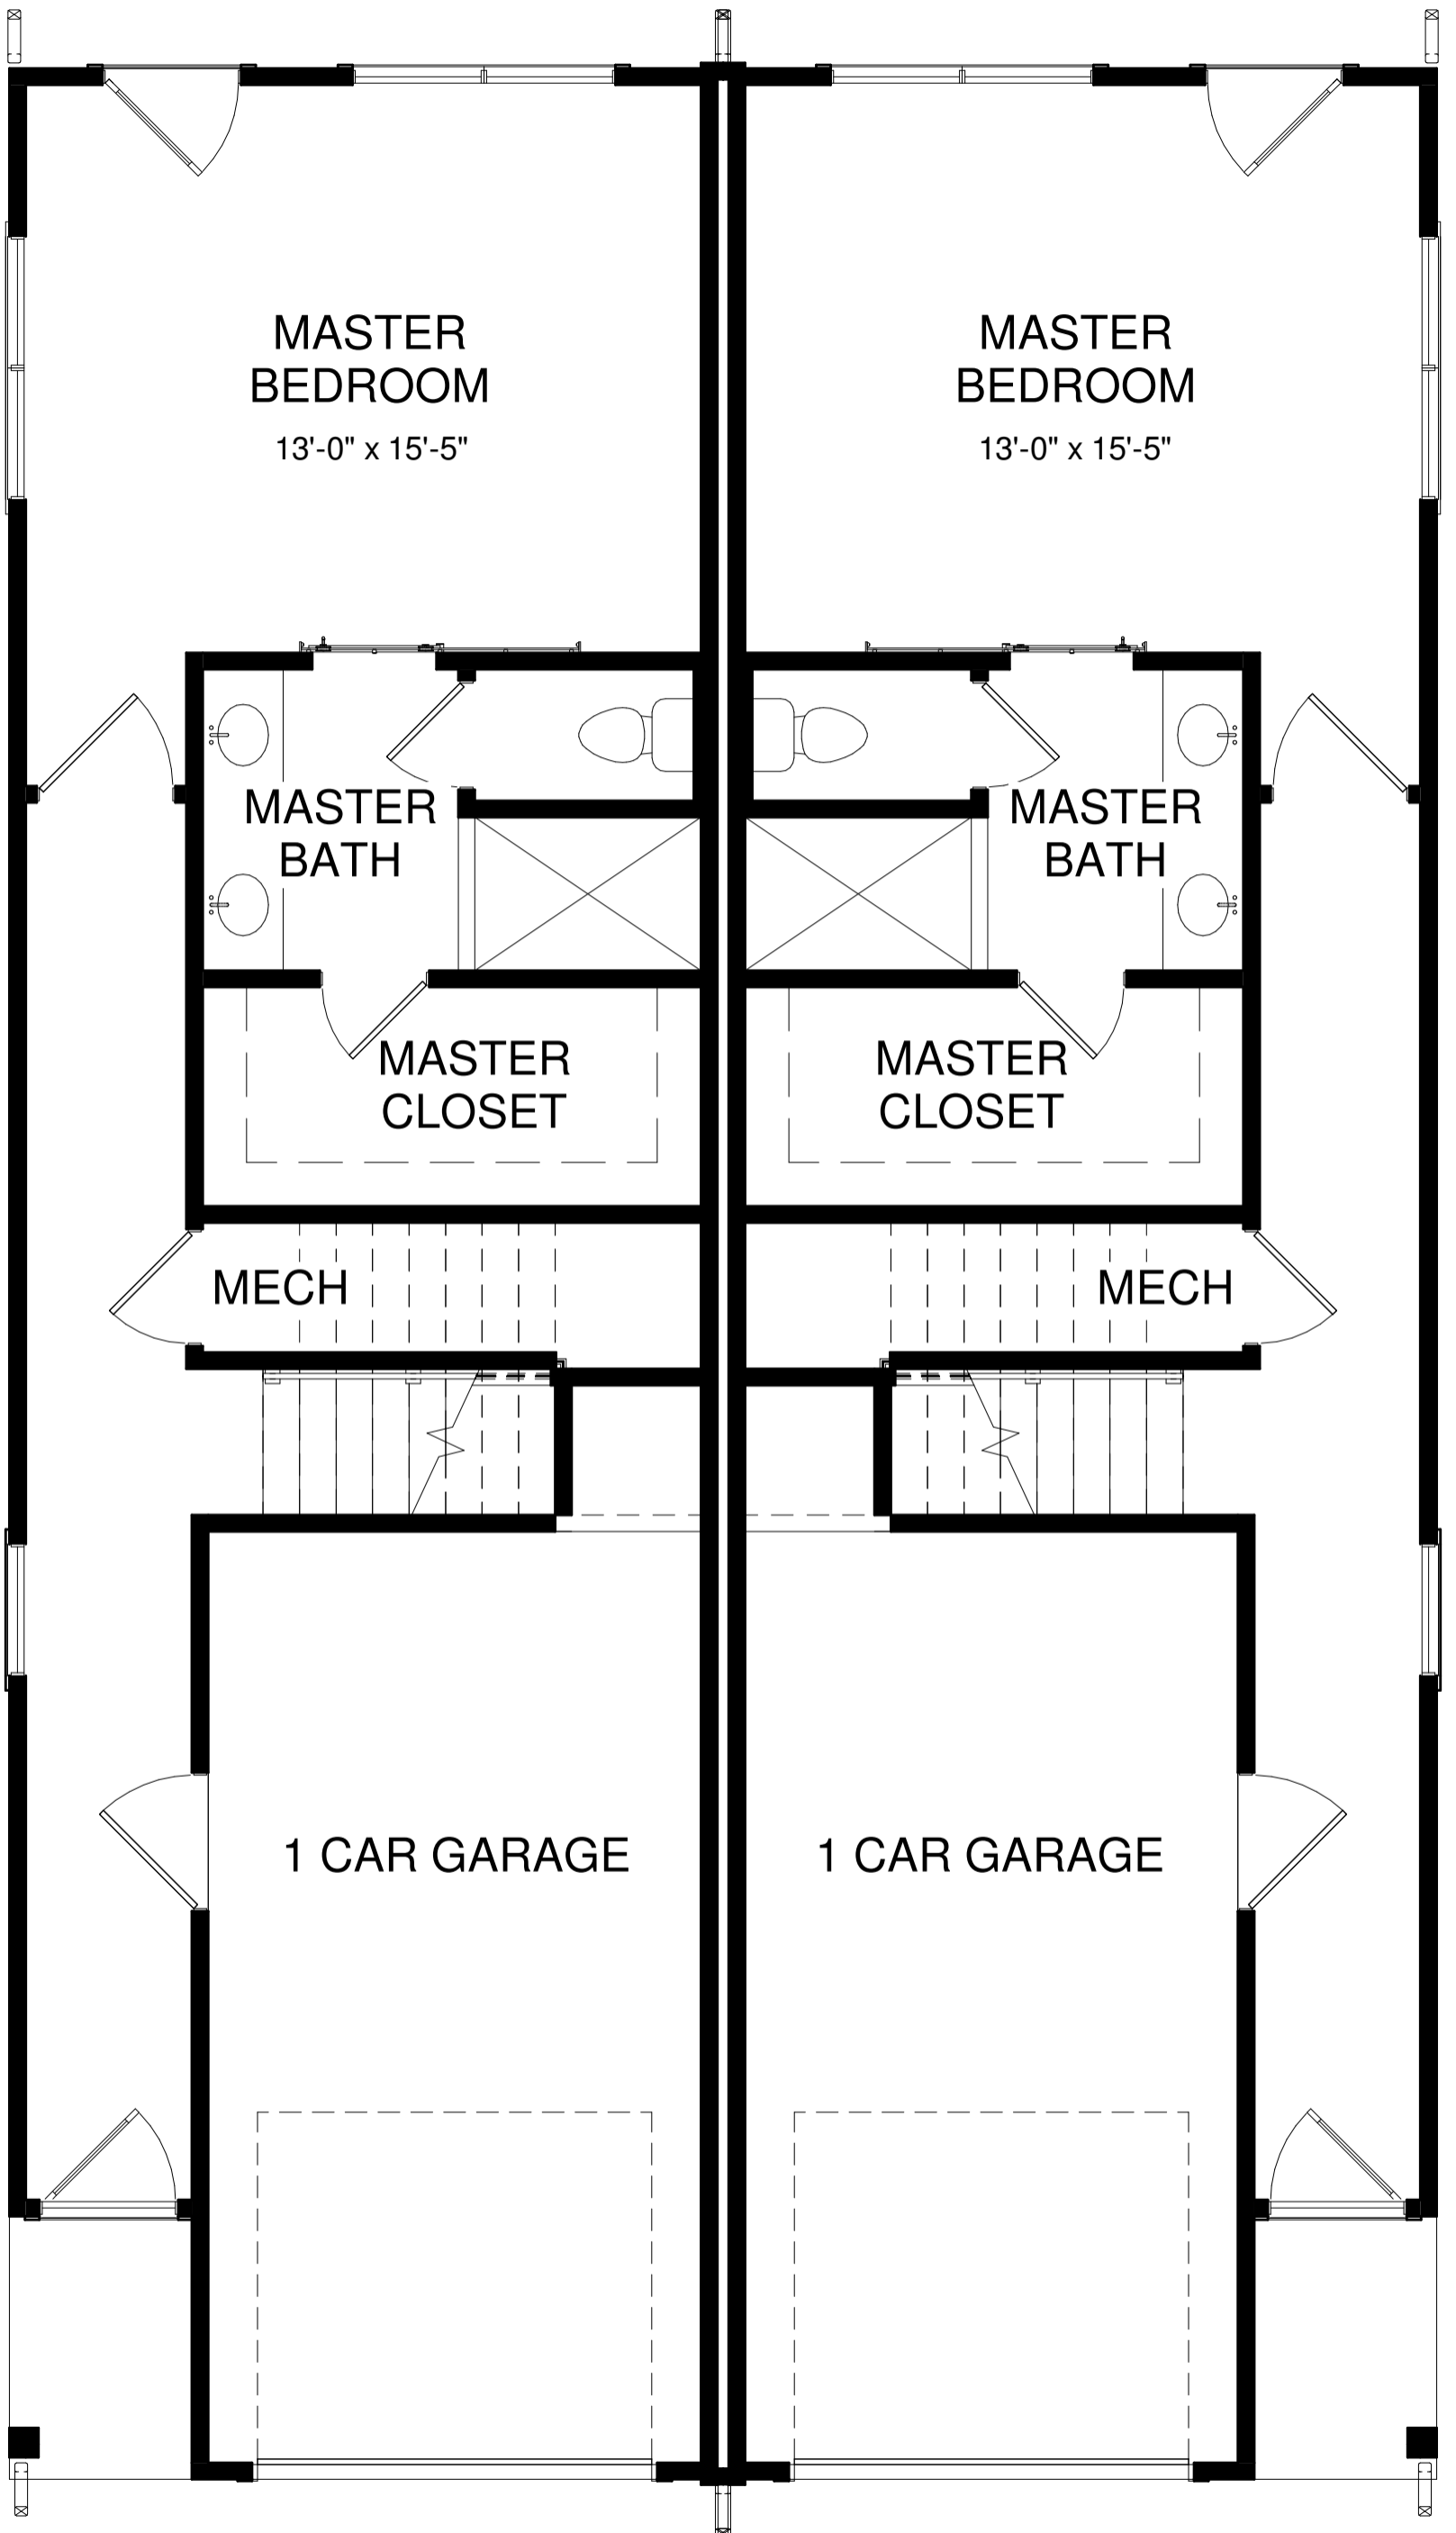 MASTER
BEDROOM
13'-0" x 15'-5"
MASTER
BEDROOM
13'-0" x 15'-5"
MASTER
BATH
MASTER
BATH
MASTER
CLOSET
MASTER
CLOSET
MECH
MECH
1 CAR GARAGE
1 CAR GARAGE